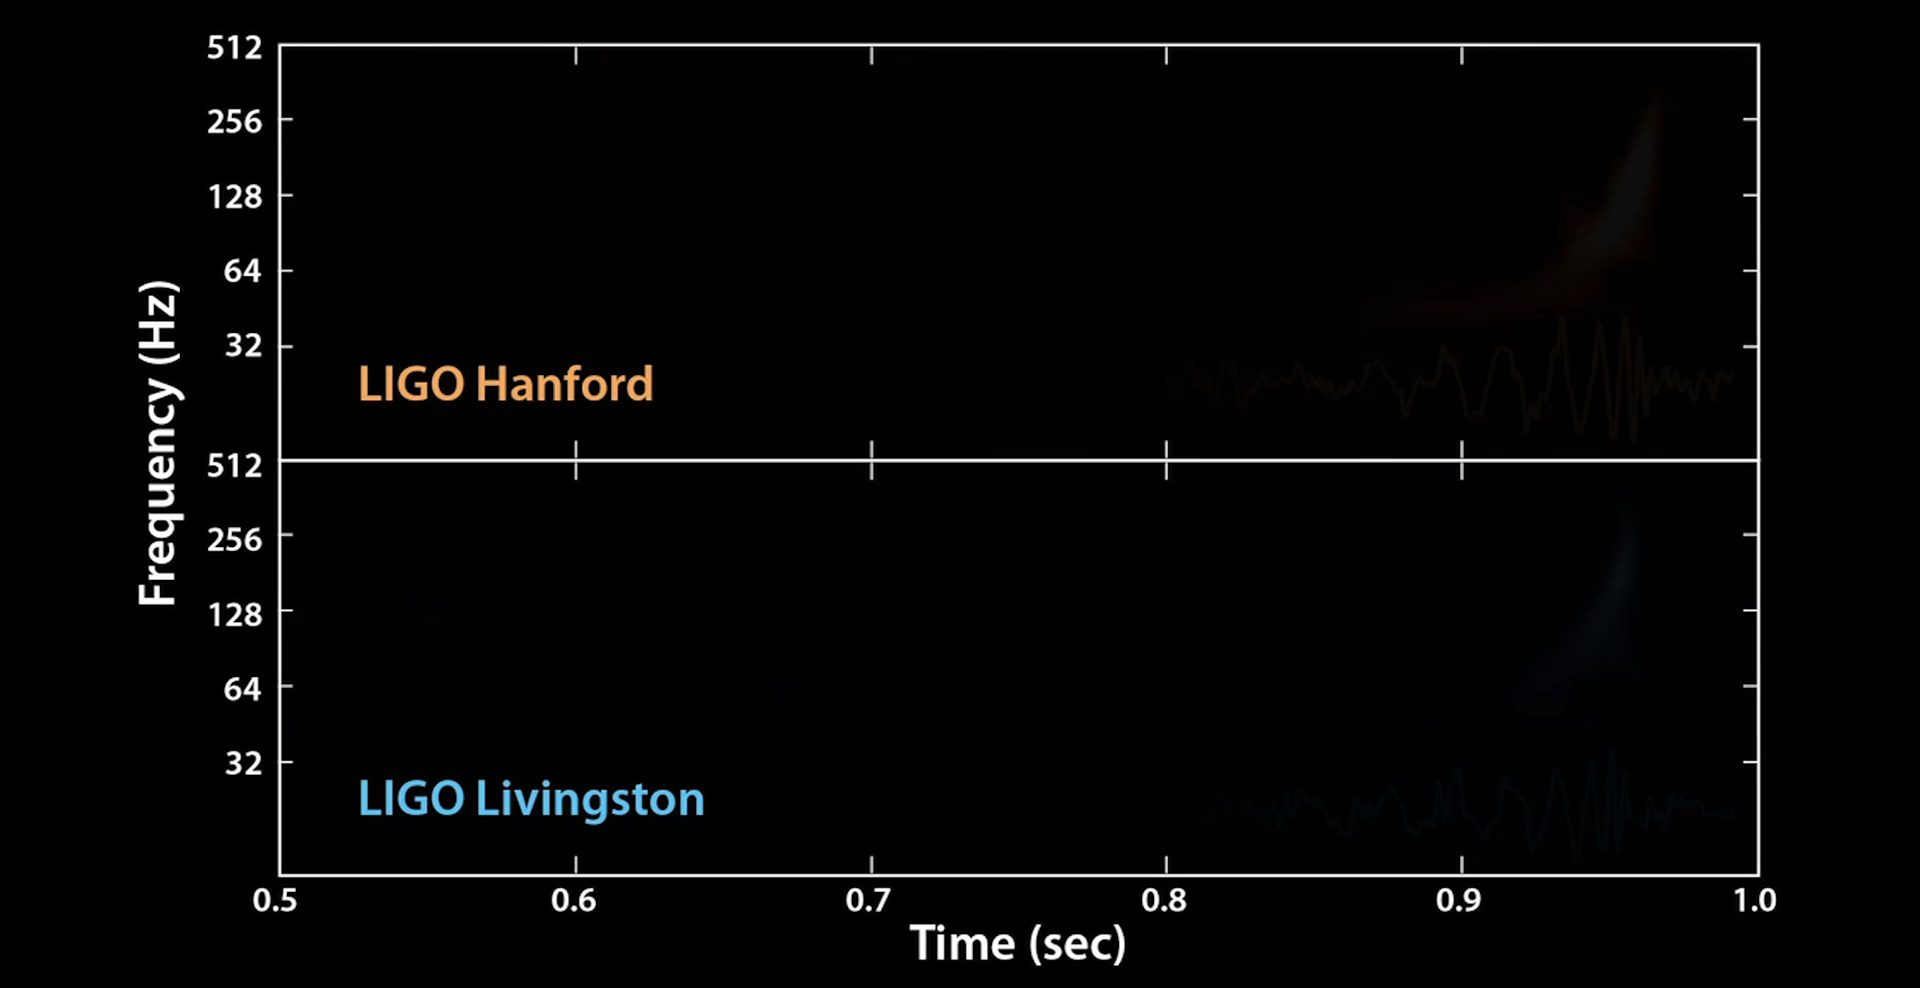 512
256
128
64
32
LIGO Hanford
Frequency (Hz)
512
256
128
64
32
LIGO Livingston
0.5 0.6 0.7 0.8 0.9 1.0
Time (sec)